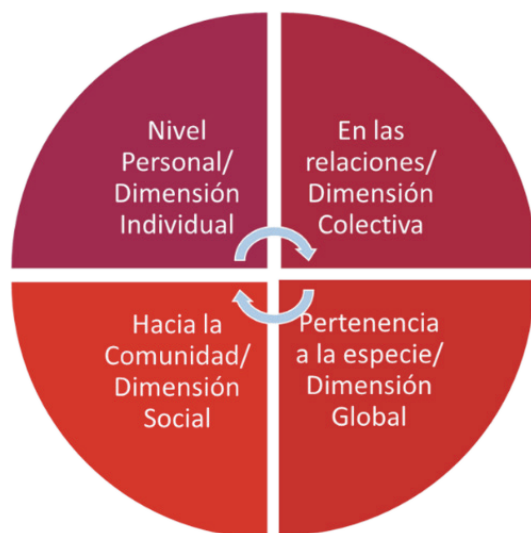 Nivel
Personal/
Dimensión
Individual
En las
relaciones/
Dimensión
Colectiva
Hacia la
Comunidad/
Dimensión
Social
Pertenencia
a la especie/
Dimensión
Global